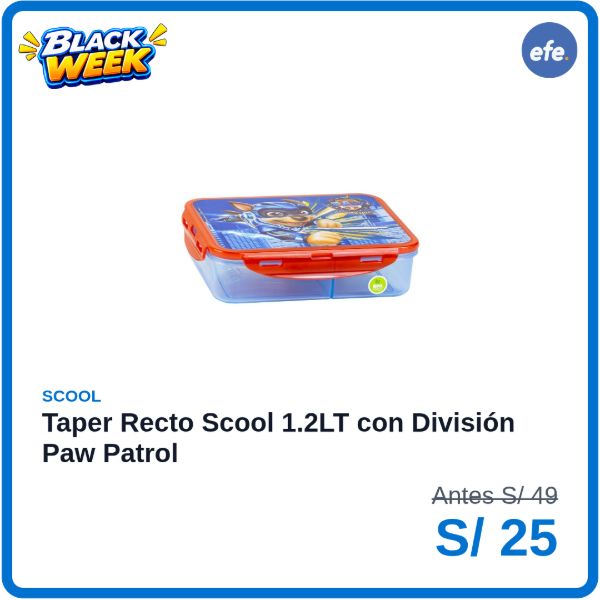 BLACK
WEEK
efe.
SCOOL
Taper Recto Scool 1.2LT con División
Paw Patrol
Antes S/ 49
S/ 25